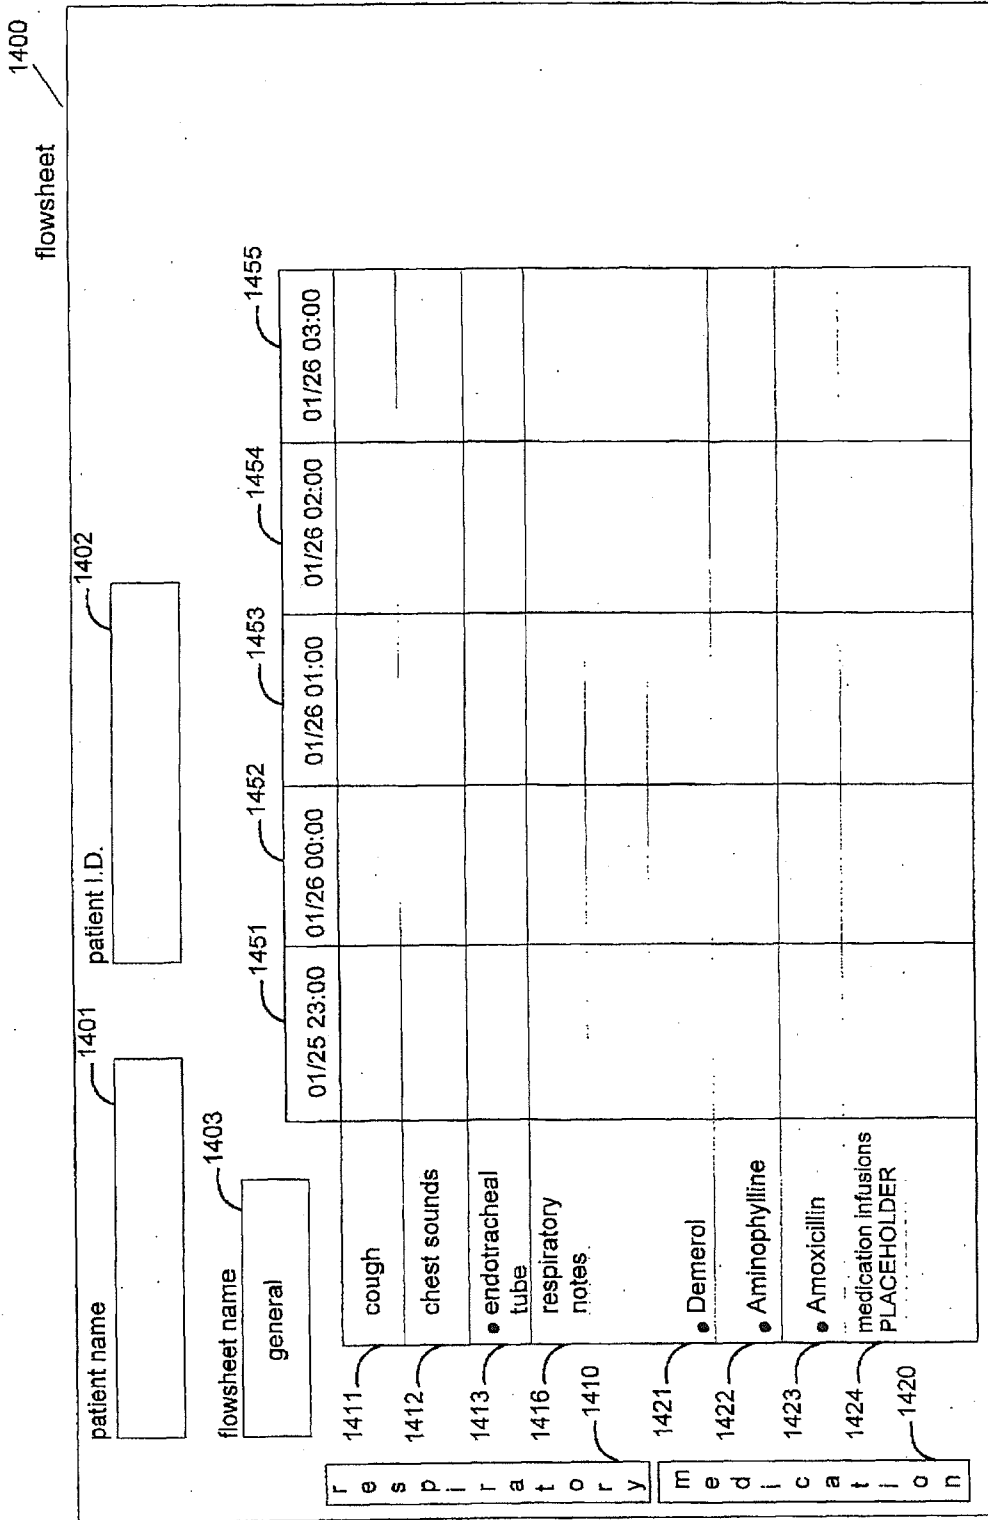 flowsheet
1400
patient name
1401
patient I.D.
1402
flowsheet name
1403
general
1451
1452
1453
1454
1455
01/25 23:00
01/26 00:00
01/26 01:00
01/26 02:00
01/26 03:00
respiratory
1411
cough
1412
chest sounds
1413
• endotracheal
tube
1416
respiratory
notes
1410
medication
1421
• Demerol
1422
• Aminophylline
1423
• Amoxicillin
1424
medication infusions
PLACEHOLDER
1420